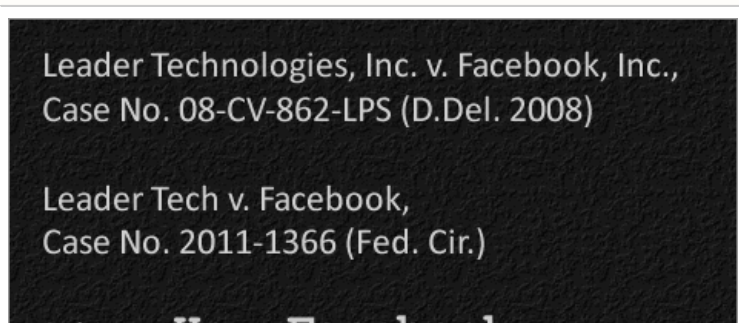 Leader Technologies, Inc. v. Facebook, Inc.,
Case No. 08-CV-862-LPS (D.Del. 2008)
Leader Tech v. Facebook,
Case No. 2011-1366 (Fed. Cir.)